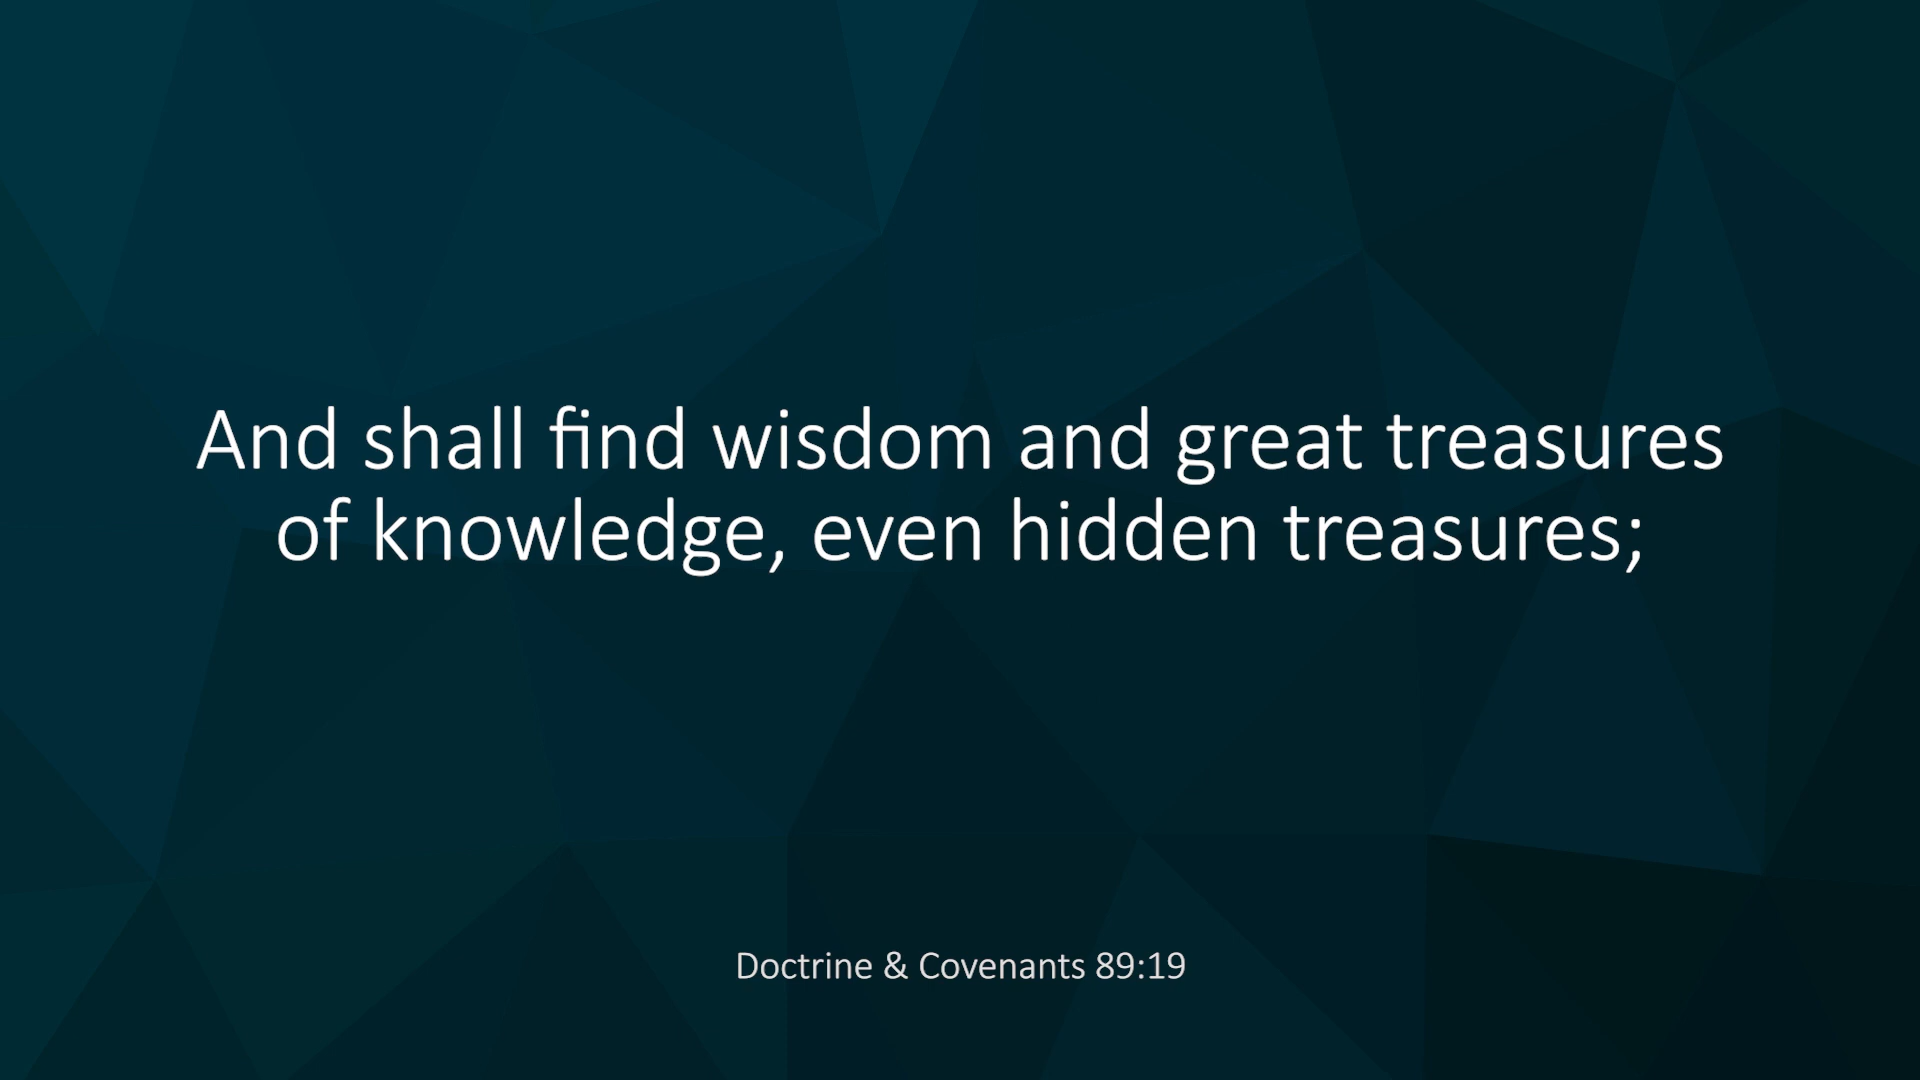 And shall find wisdom and great treasures
of knowledge, even hidden treasures;
Doctrine & Covenants 89:19